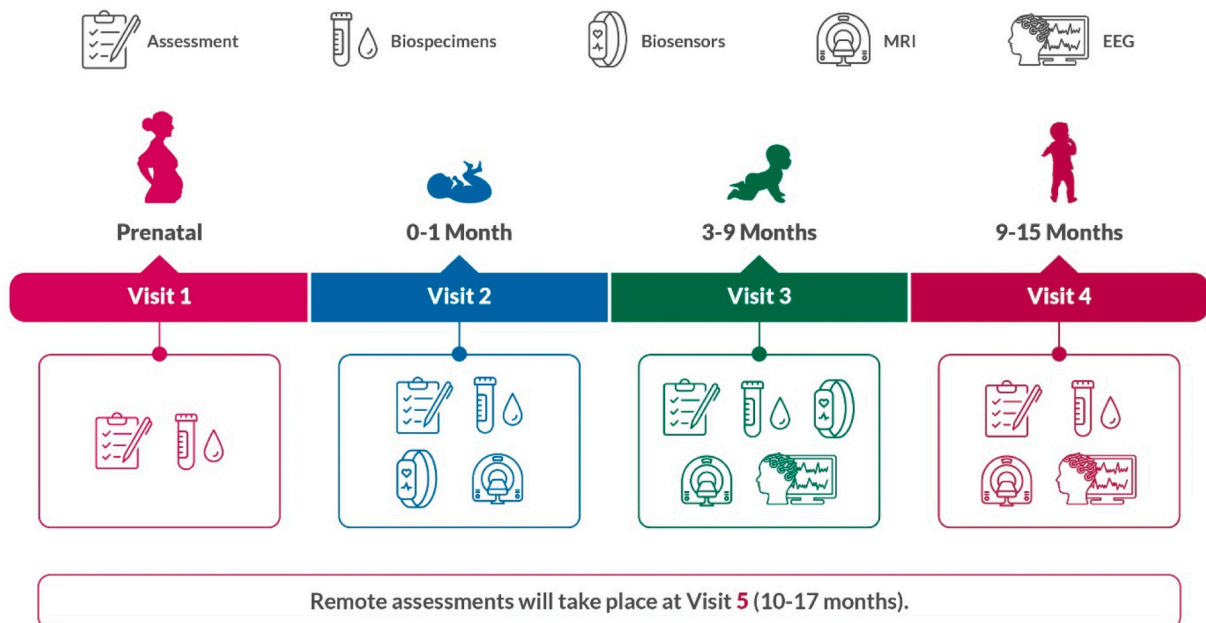 Assessment
Biospecimens
Biosensors
MRI
EEG
Prenatal
0-1 Month
3-9 Months
9-15 Months
Visit 1
Visit 2
Visit 3
Visit 4
Remote assessments will take place at Visit 5 (10-17 months).